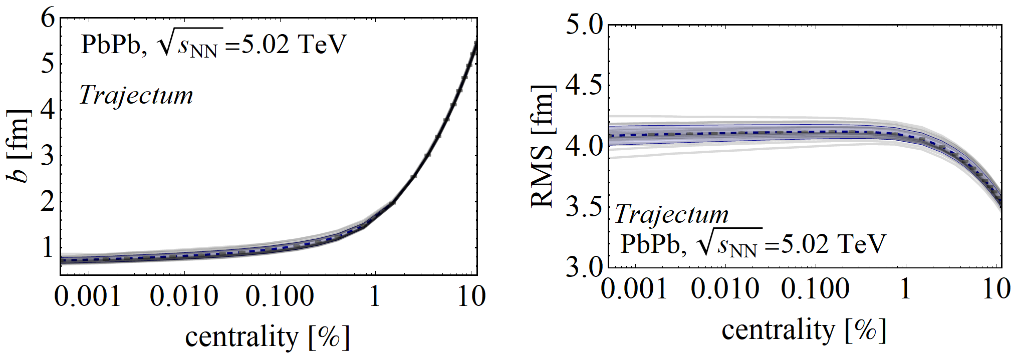 6
5
4
3
2
1
b [fm]
PbPb, √sNN=5.02 TeV
Trajectum
0.001 0.010 0.100 1 10
centrality [%]
5.0
4.5
4.0
3.5
3.0
RMS [fm]
Trajectum
PbPb, √sNN=5.02 TeV
0.001 0.010 0.100 1 10
centrality [%]